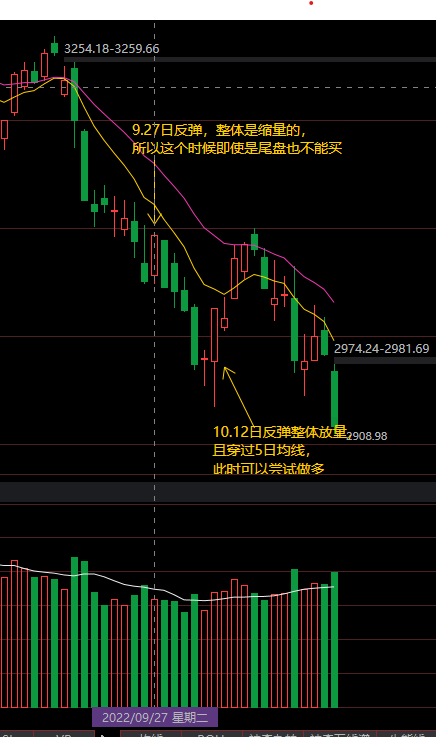 3254.18-3259.66
9.27日反弹，整体是缩量的，
所以这个时候即使是尾盘也不能买
2974.24-2981.69
10.12日反弹整体放量，
2908.98
且穿过5日均线，
此时可以尝试做多
2022/09/27 星期二